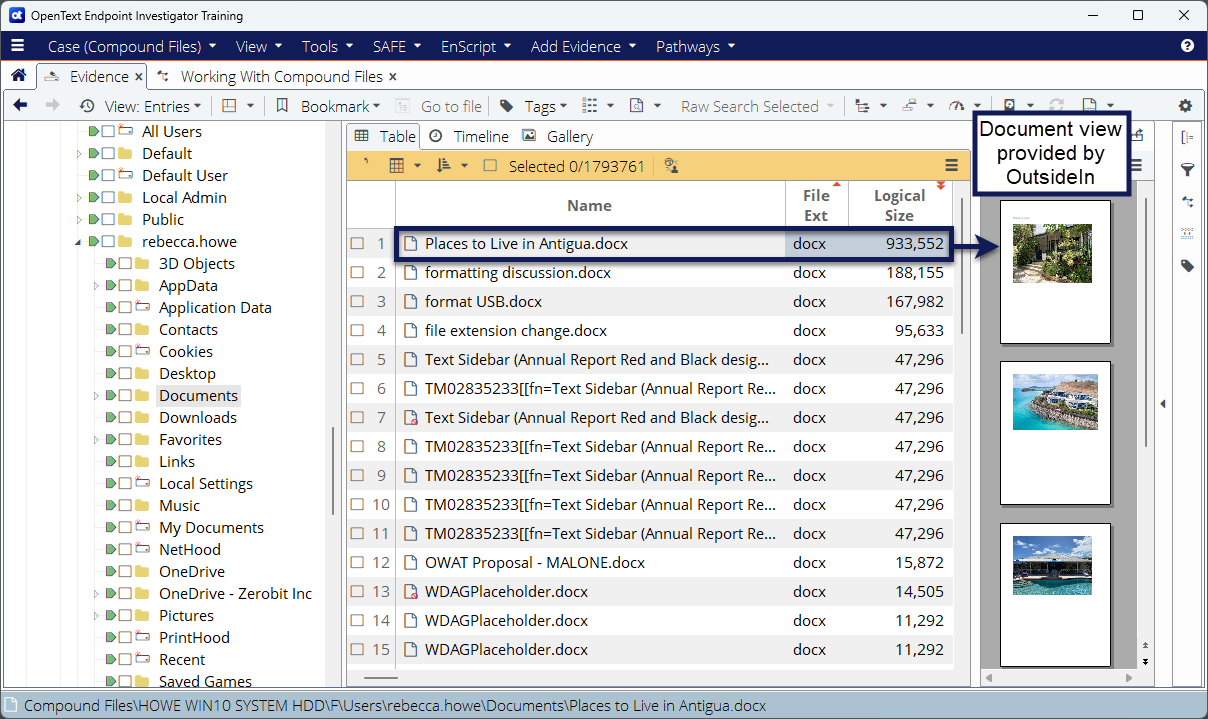 OpenText Endpoint Investigator Training
Case (Compound Files) View Tools SAFE EnScript Add Evidence Pathways
Evidence Working With Compound Files
View: Entries Bookmark Go to file Tags Raw Search Selected
All Users
Default
Default User
Local Admin
Public
rebecca.howe
3D Objects
AppData
Application Data
Contacts
Cookies
Desktop
Documents
Downloads
Favorites
Links
Local Settings
Music
My Documents
NetHood
OneDrive
OneDrive - Zerobit Inc
Pictures
PrintHood
Recent
Saved Games
Table Timeline Gallery
Selected 0/1793761
Name File Ext Logical Size
1 Places to Live in Antigua.docx docx 933,552
2 formatting discussion.docx docx 188,155
3 format USB.docx docx 167,982
4 file extension change.docx docx 95,633
5 Text Sidebar (Annual Report Red and Black desig... docx 47,296
6 TM02835233[[fn=Text Sidebar (Annual Report Re... docx 47,296
7 Text Sidebar (Annual Report Red and Black desig... docx 47,296
8 TM02835233[[fn=Text Sidebar (Annual Report Re... docx 47,296
9 TM02835233[[fn=Text Sidebar (Annual Report Re... docx 47,296
10 TM02835233[[fn=Text Sidebar (Annual Report Re... docx 47,296
11 TM02835233[[fn=Text Sidebar (Annual Report Re... docx 47,296
12 OWAT Proposal - MALONE.docx docx 15,872
13 WDAGPlaceholder.docx docx 14,505
14 WDAGPlaceholder.docx docx 11,292
15 WDAGPlaceholder.docx docx 11,292
Document view
provided by
OutsideIn
Compound Files\HOWE WIN10 SYSTEM HDD\F\Users\rebecca.howe\Documents\Places to Live in Antigua.docx